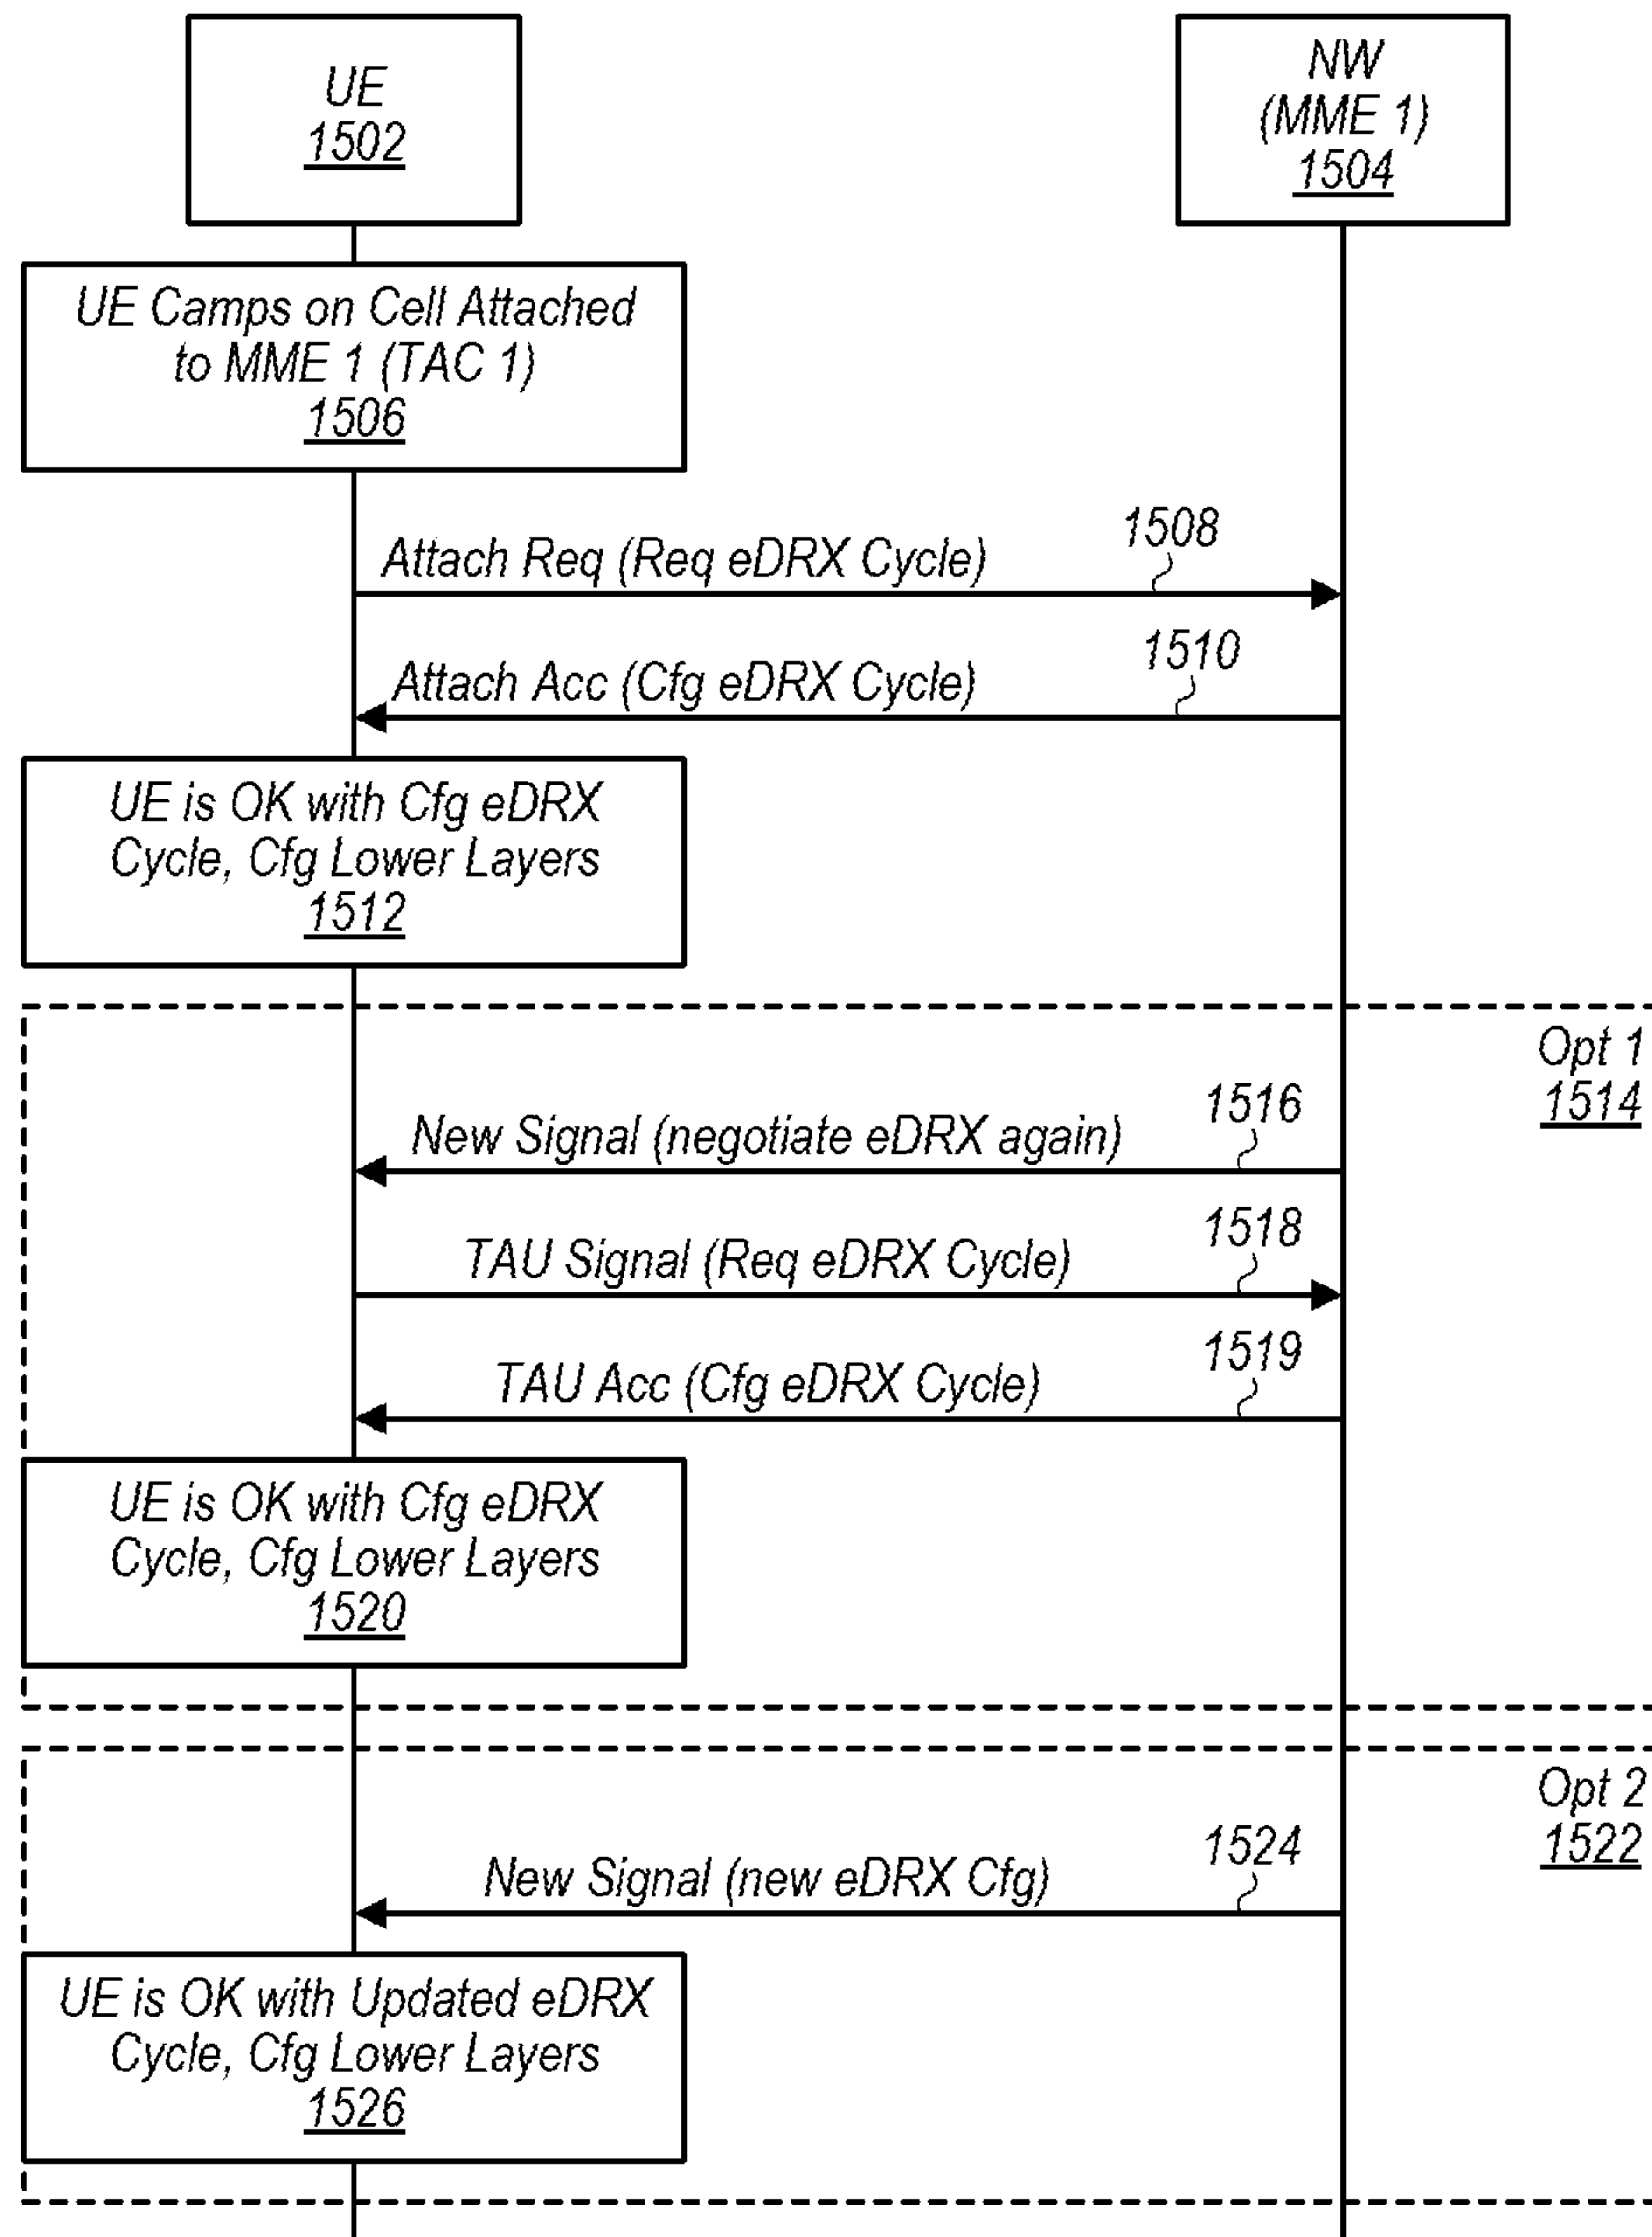 UE
1502
NW
(MME 1)
1504
UE Camps on Cell Attached
to MME 1 (TAC 1)
1506
1508
Attach Req (Req eDRX Cycle)
1510
Attach Acc (Cfg eDRX Cycle)
UE is OK with Cfg eDRX
Cycle, Cfg Lower Layers
1512
Opt 1
1514
1516
New Signal (negotiate eDRX again)
1518
TAU Signal (Req eDRX Cycle)
1519
TAU Acc (Cfg eDRX Cycle)
UE is OK with Cfg eDRX
Cycle, Cfg Lower Layers
1520
Opt 2
1522
1524
New Signal (new eDRX Cfg)
UE is OK with Updated eDRX
Cycle, Cfg Lower Layers
1526